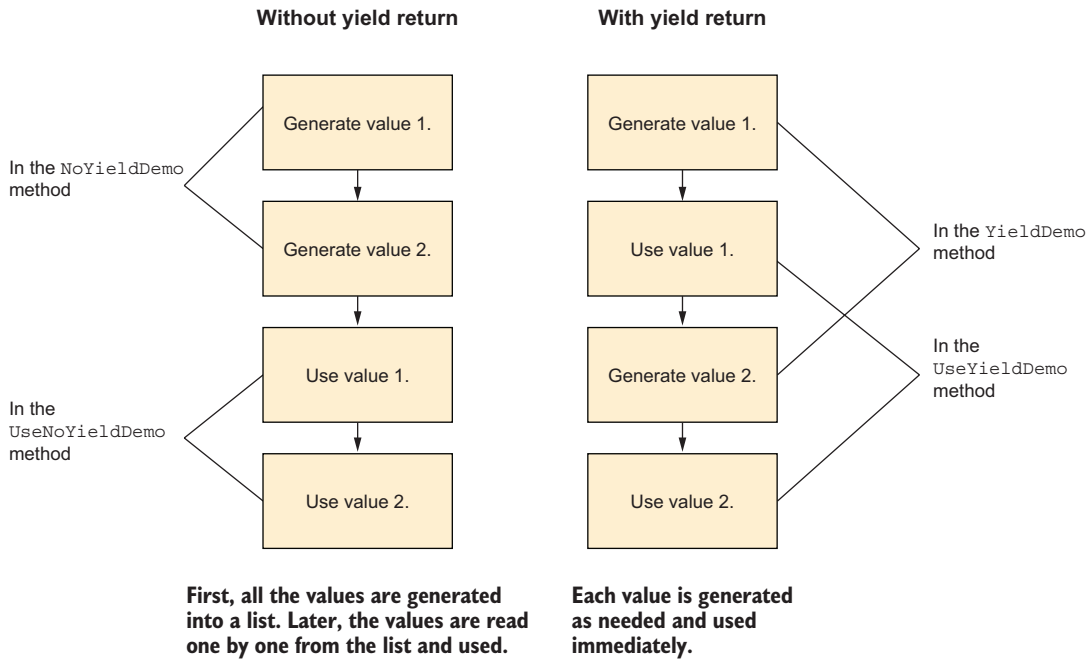 Without yield return
With yield return
In the NoYieldDemo
method
Generate value 1.
Generate value 2.
In the
UseNoYieldDemo
method
Use value 1.
Use value 2.
Generate value 1.
Use value 1.
Generate value 2.
Use value 2.
In the YieldDemo
method
In the
UseYieldDemo
method
First, all the values are generated
into a list. Later, the values are read
one by one from the list and used.
Each value is generated
as needed and used
immediately.